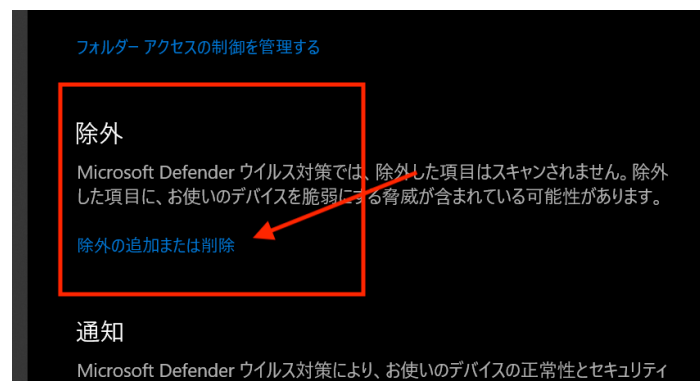 フォルダー アクセスの制御を管理する
除外
Microsoft Defender ウイルス対策では、除外した項目はスキャンされません。除外
した項目に、お使いのデバイスを脆弱にする脅威が含まれている可能性があります。
除外の追加または削除
通知
Microsoft Defender ウイルス対策により、お使いのデバイスの正常性とセキュリティ